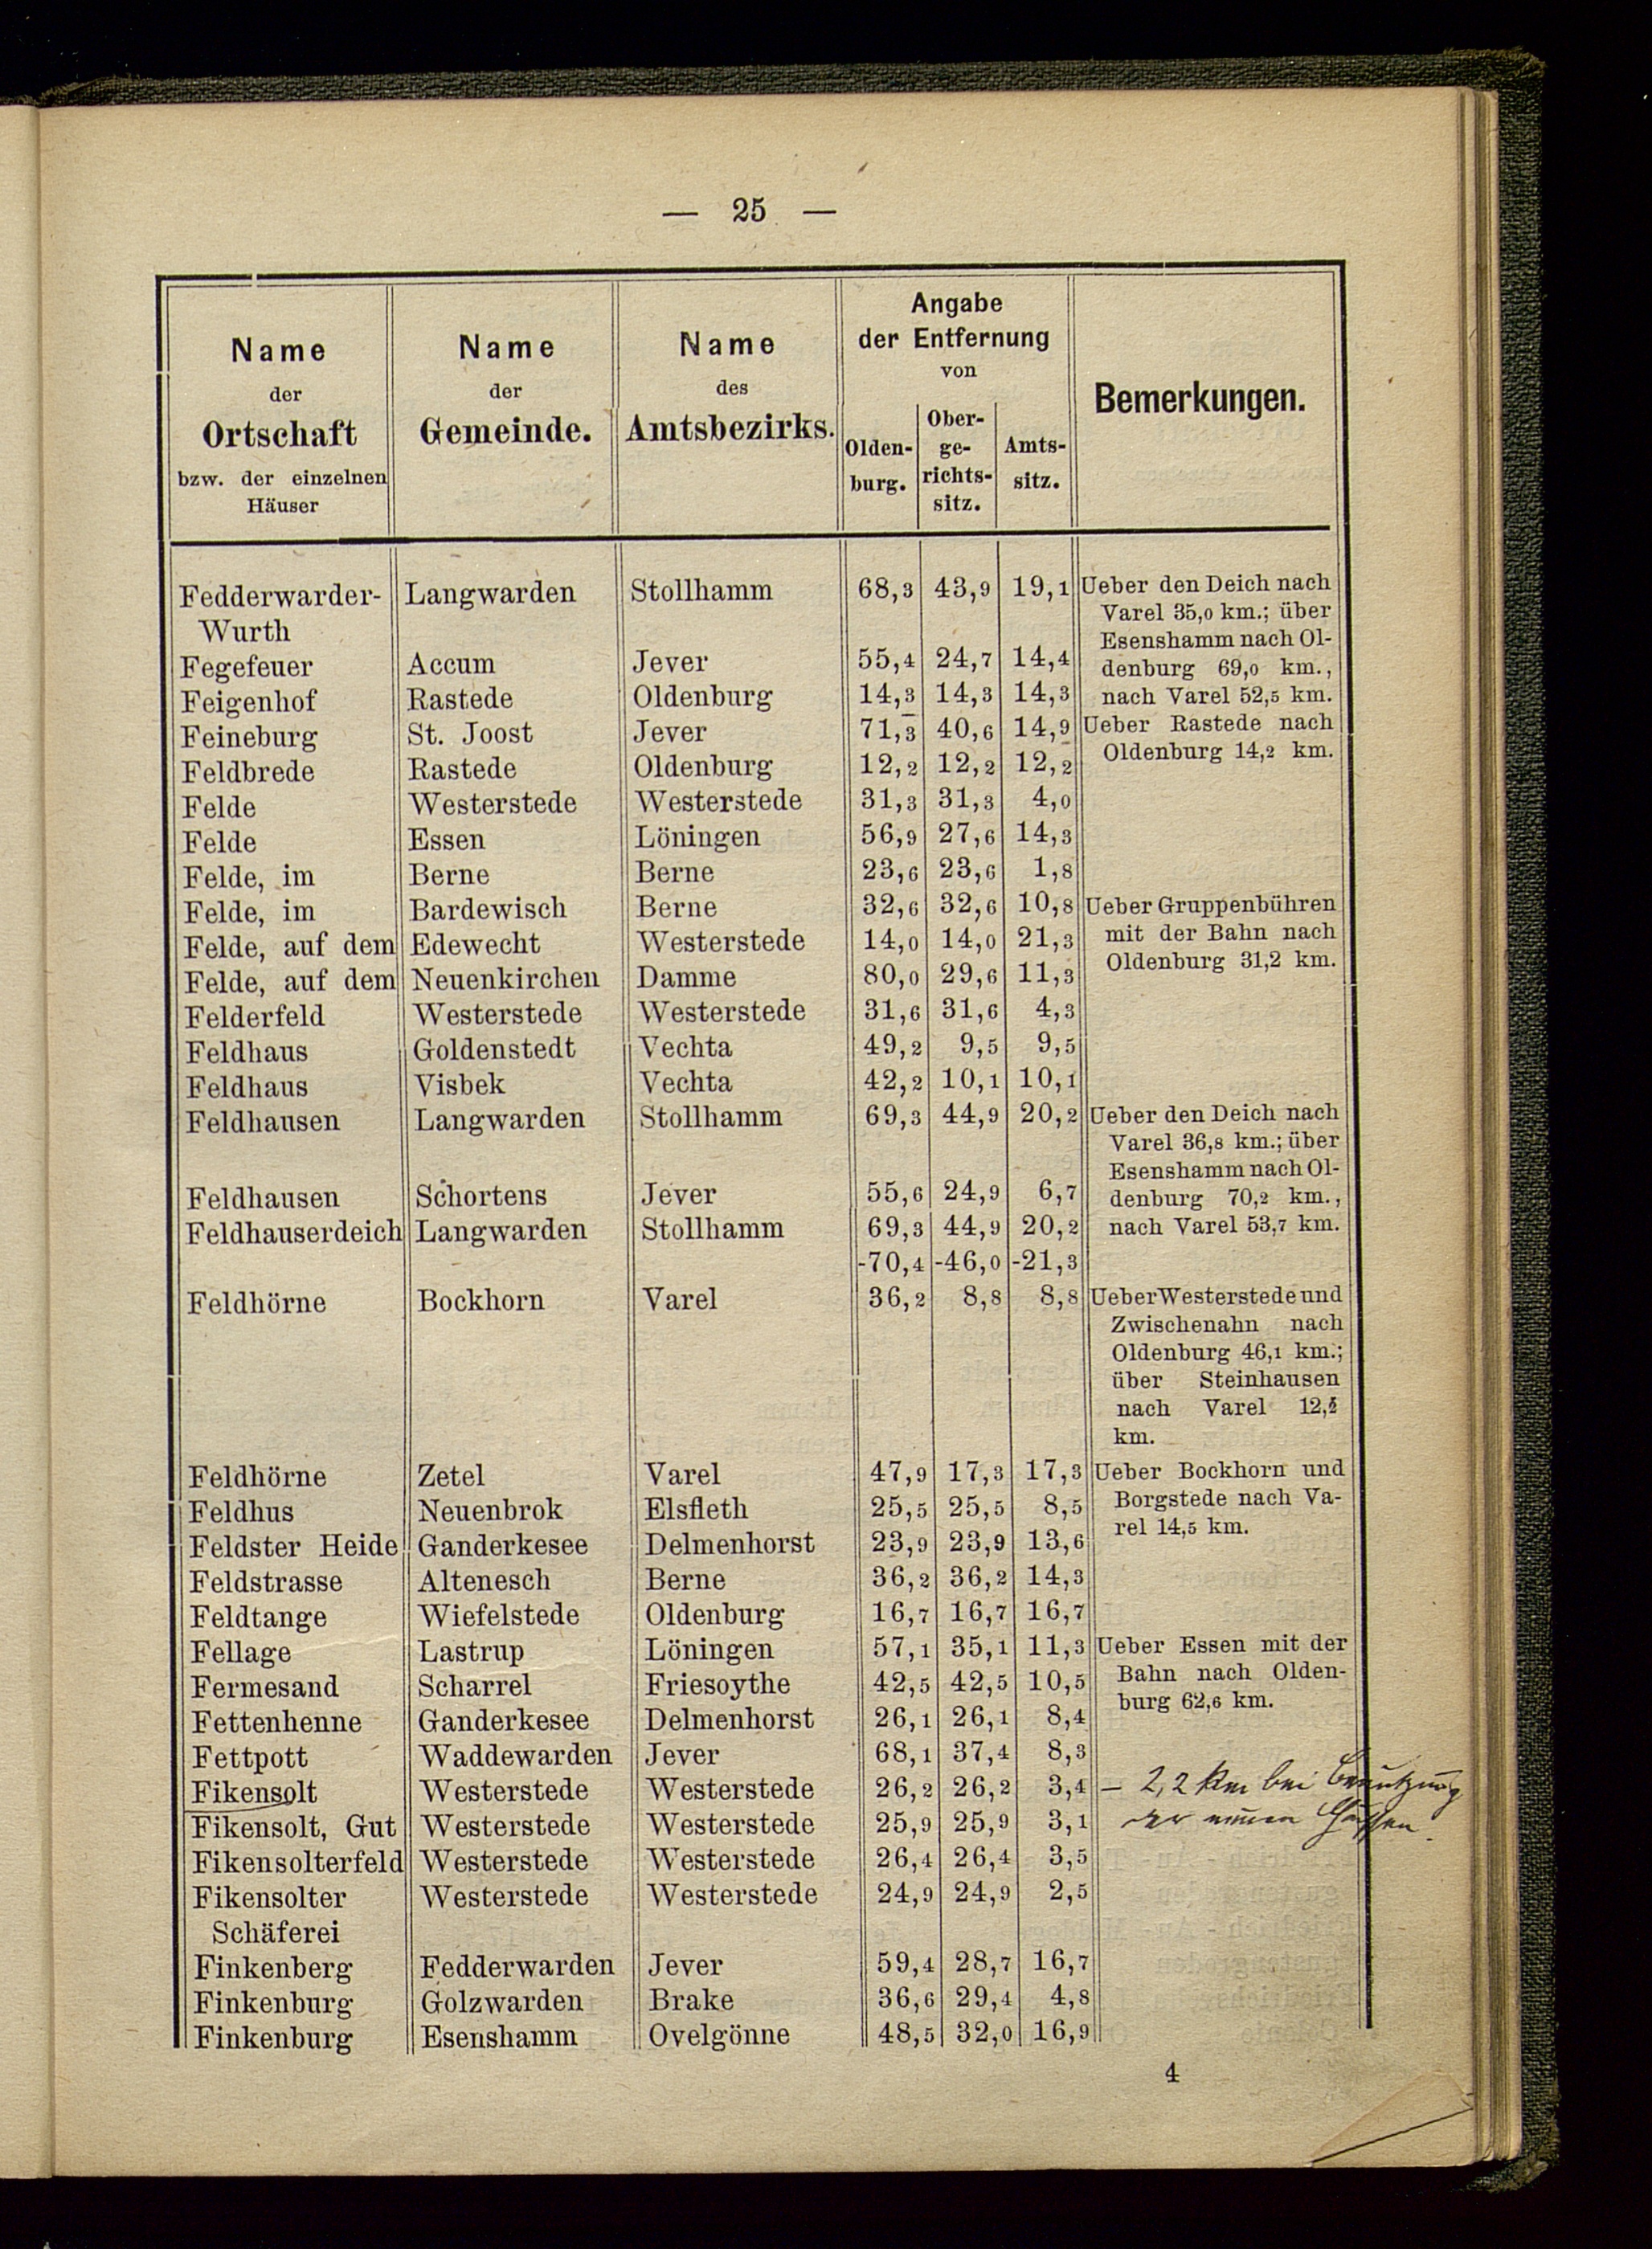 — 25 —
Name der Ortschaft bzw. der einzelnen Häuser | Name der Gemeinde. | Name des Amtsbezirks. | Angabe der Entfernung von Oldenburg. | Obergerichtssitz. | Amtssitz. | Bemerkungen.
Fedderwarder- Langwarden Stollhamm 68,3 43,9 19,1 Ueber den Deich nach
Wurth Varel 35,0 km.; über
Esenshamm nach Ol-
Fegefeuer Accum Jever 55,4 24,7 14,4 denburg 69,0 km.,
Feigenhof Rastede Oldenburg 14,3 14,3 14,3 nach Varel 52,5 km.
Feineburg St. Joost Jever 71,3 40,6 14,9 Ueber Rastede nach
Feldbrede Rastede Oldenburg 12,2 12,2 12,2 Oldenburg 14,2 km.
Felde Westerstede Westerstede 31,3 31,3 4,0
Felde Essen Löningen 56,9 27,6 14,3
Felde, im Berne Berne 23,6 23,6 1,8
Felde, im Bardewisch Berne 32,6 32,6 10,8 Ueber Gruppenbühren
Felde, auf dem Edewecht Westerstede 14,0 14,0 21,3 mit der Bahn nach
Felde, auf dem Neuenkirchen Damme 80,0 29,6 11,3 Oldenburg 31,2 km.
Felderfeld Westerstede Westerstede 31,6 31,6 4,3
Feldhaus Goldenstedt Vechta 49,2 9,5 9,5
Feldhaus Visbek Vechta 42,2 10,1 10,1
Feldhausen Langwarden Stollhamm 69,3 44,9 20,2 Ueber den Deich nach
Varel 36,8 km.; über
Esenshamm nach Ol-
Feldhausen Schortens Jever 55,6 24,9 6,7 denburg 70,2 km.,
Feldhauserdeich Langwarden Stollhamm 69,3 44,9 20,2 nach Varel 53,7 km.
-70,4 -46,0 -21,3
Feldhörne Bockhorn Varel 36,2 8,8 8,8 Ueber Westerstede und
Zwischenahn nach
Oldenburg 46,1 km.;
über Steinhausen
nach Varel 12,2
km.
Feldhörne Zetel Varel 47,9 17,3 17,3 Ueber Bockhorn und
Feldhus Neuenbrok Elsfleth 25,5 25,5 8,5 Borgstede nach Va-
Feldster Heide Ganderkesee Delmenhorst 23,9 23,9 13,6 rel 14,5 km.
Feldstrasse Altenesch Berne 36,2 36,2 14,3
Feldtange Wiefelstede Oldenburg 16,7 16,7 16,7
Fellage Lastrup Löningen 57,1 35,1 11,3 Ueber Essen mit der
Fermesand Scharrel Friesoythe 42,5 42,5 10,5 Bahn nach Olden-
Fettenhenne Ganderkesee Delmenhorst 26,1 26,1 8,4 burg 62,6 km.
Fettpott Waddewarden Jever 68,1 37,4 8,3
Fikensolt Westerstede Westerstede 26,2 26,2 3,4 – 2,2 km bei Benutzung
Fikensolt, Gut Westerstede Westerstede 25,9 25,9 3,1 der neuen
Fikensolterfeld Westerstede Westerstede 26,4 26,4 3,5
Fikensolter Westerstede Westerstede 24,9 24,9 2,5
Schäferei
Finkenberg Fedderwarden Jever 59,4 28,7 16,7
Finkenburg Golzwarden Brake 36,6 29,4 4,8
Finkenburg Esenshamm Ovelgönne 48,5 32,0 16,9
4